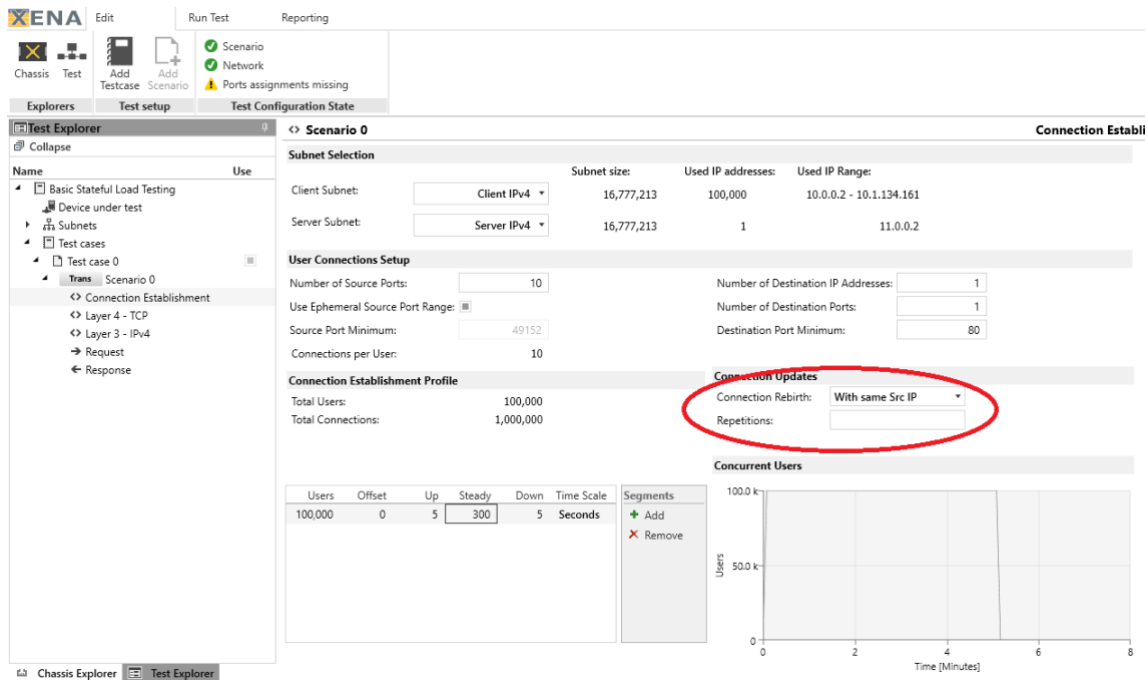 XENA Edit Run Test Reporting
Chassis Test Add Testcase Add Scenario
Scenario
Network
Ports assignments missing
Explorers Test setup Test Configuration State
Test Explorer
Collapse
Name Use
Basic Stateful Load Testing
Device under test
Subnets
Test cases
Test case 0
Trans Scenario 0
Connection Establishment
Layer 4 - TCP
Layer 3 - IPv4
Request
Response
<> Scenario 0 Connection Establi
Subnet Selection
Subnet size: Used IP addresses: Used IP Range:
Client Subnet: Client IPv4 16,777,213 100,000 10.0.0.2 - 10.1.134.161
Server Subnet: Server IPv4 16,777,213 1 11.0.0.2
User Connections Setup
Number of Source Ports: 10 Number of Destination IP Addresses: 1
Use Ephemeral Source Port Range: Number of Destination Ports: 1
Source Port Minimum: 49152 Destination Port Minimum: 80
Connections per User: 10
Connection Establishment Profile
Total Users: 100,000
Total Connections: 1,000,000
Connection Updates
Connection Rebirth: With same Src IP
Repetitions:
Concurrent Users
Users Offset Up Steady Down Time Scale
100,000 0 5 300 5 Seconds
Segments
Add
Remove
100.0 k
50.0 k
0
Users
0 2 4 6 8
Time [Minutes]
Chassis Explorer Test Explorer